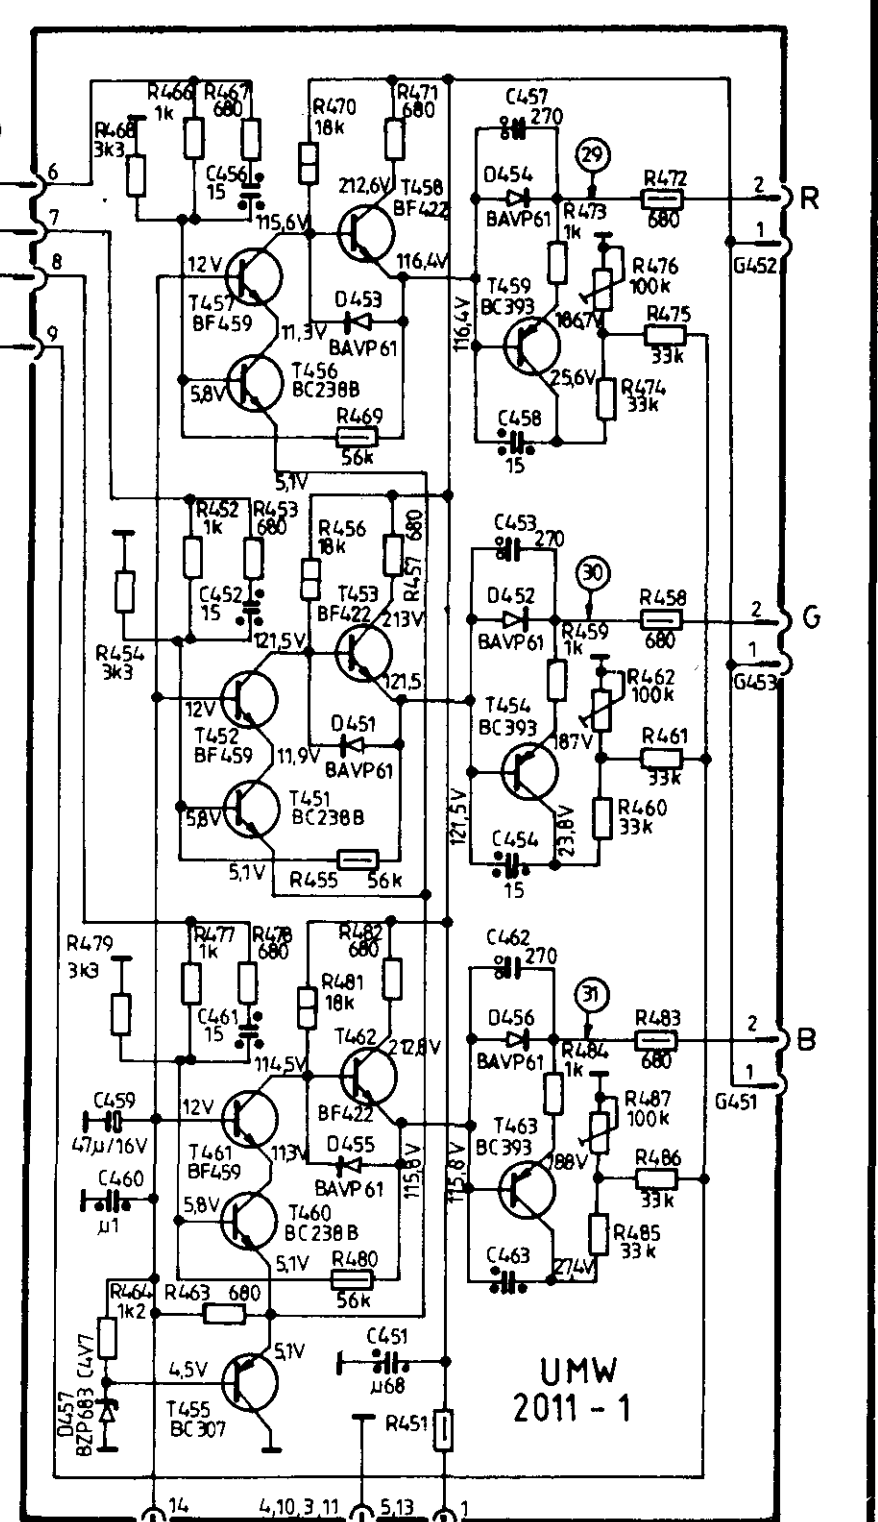 6
7
8
9
R466
1k
R467
680
R468
3k3
C456
15
R470
18k
R471
680
212,6V
T458
BF422
115,6V
116,4V
12V
T457
BF459
11,3V
D453
BAVP61
T456
BC238B
5,8V
R469
56k
5,1V
C457
270
D454
BAVP61
29
R473
1k
R472
680
2
R
1
G452
R476
100k
T459
BC393
116,4V
186,7V
R475
33k
25,6V
R474
33k
C458
15
R452
1k
R453
680
R454
3k3
C452
15
R456
18k
680
R457
T453
BF422
213V
121,5V
121,5
12V
T452
BF459
11,9V
D451
BAVP61
T451
BC238B
5,8V
5,1V
R455
56k
C453
270
D452
BAVP61
30
R459
1k
R458
680
2
G
1
G453
R462
100k
T454
BC393
187V
R461
33k
R460
33k
121,5V
23,8V
C454
15
R479
3k3
R477
1k
R478
680
C461
15
R481
18k
R482
680
T462
BF422
212,8V
114,5V
C459
47µ/16V
12V
T461
BF459
11,3V
D455
BAVP61
115,8V
C460
µ1
5,8V
T460
BC238B
5,1V
R480
56k
C462
270
D456
BAVP61
31
R484
1k
R483
680
2
B
1
G451
R487
100k
T463
BC393
188V
R486
33k
R485
33k
115,8V
C463
27,4V
R464
1k2
R463
680
5,1V
4,5V
T455
BC307
D457
BZP683 C4V7
C451
µ68
R451
UMW
2011-1
14
4,10,3,11
5,13
1